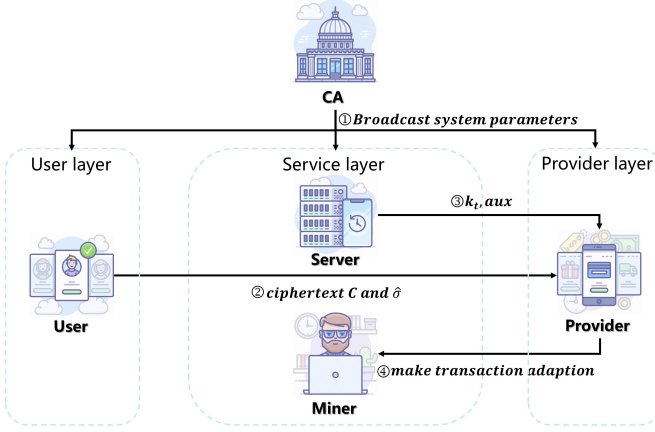 CA
①Broadcast system parameters
User layer
Service layer
Provider layer
③k_t, aux
Server
②ciphertext C and σ̂
User
Provider
④make transaction adaption
Miner